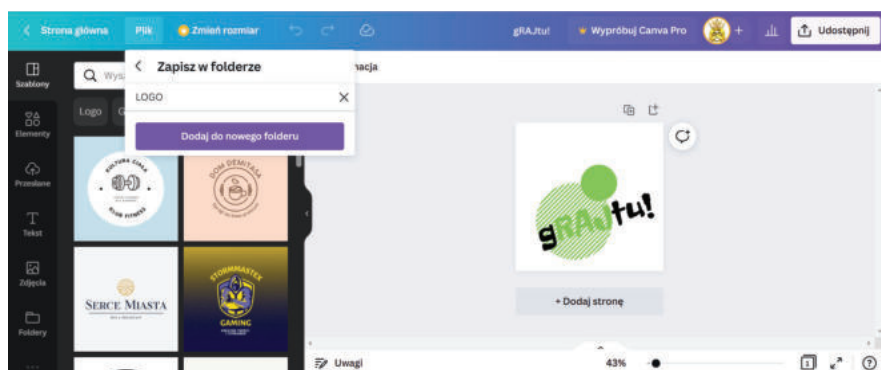 Strona główna
Plik
Zmień rozmiar
gRAJtu!
Wypróbuj Canva Pro
+
Udostępnij
Szablony
Elementy
Przesłane
Tekst
Zdjęcia
Foldery
Zapisz w folderze
LOGO
Dodaj do nowego folderu
Logo
KULTURA CIAŁA
KLUB FITNESS
DOM DEMITASA
SERCE MIASTA
STORMMASTEX
GAMING
gRAJtu!
+ Dodaj stronę
Uwagi
43%
1
?